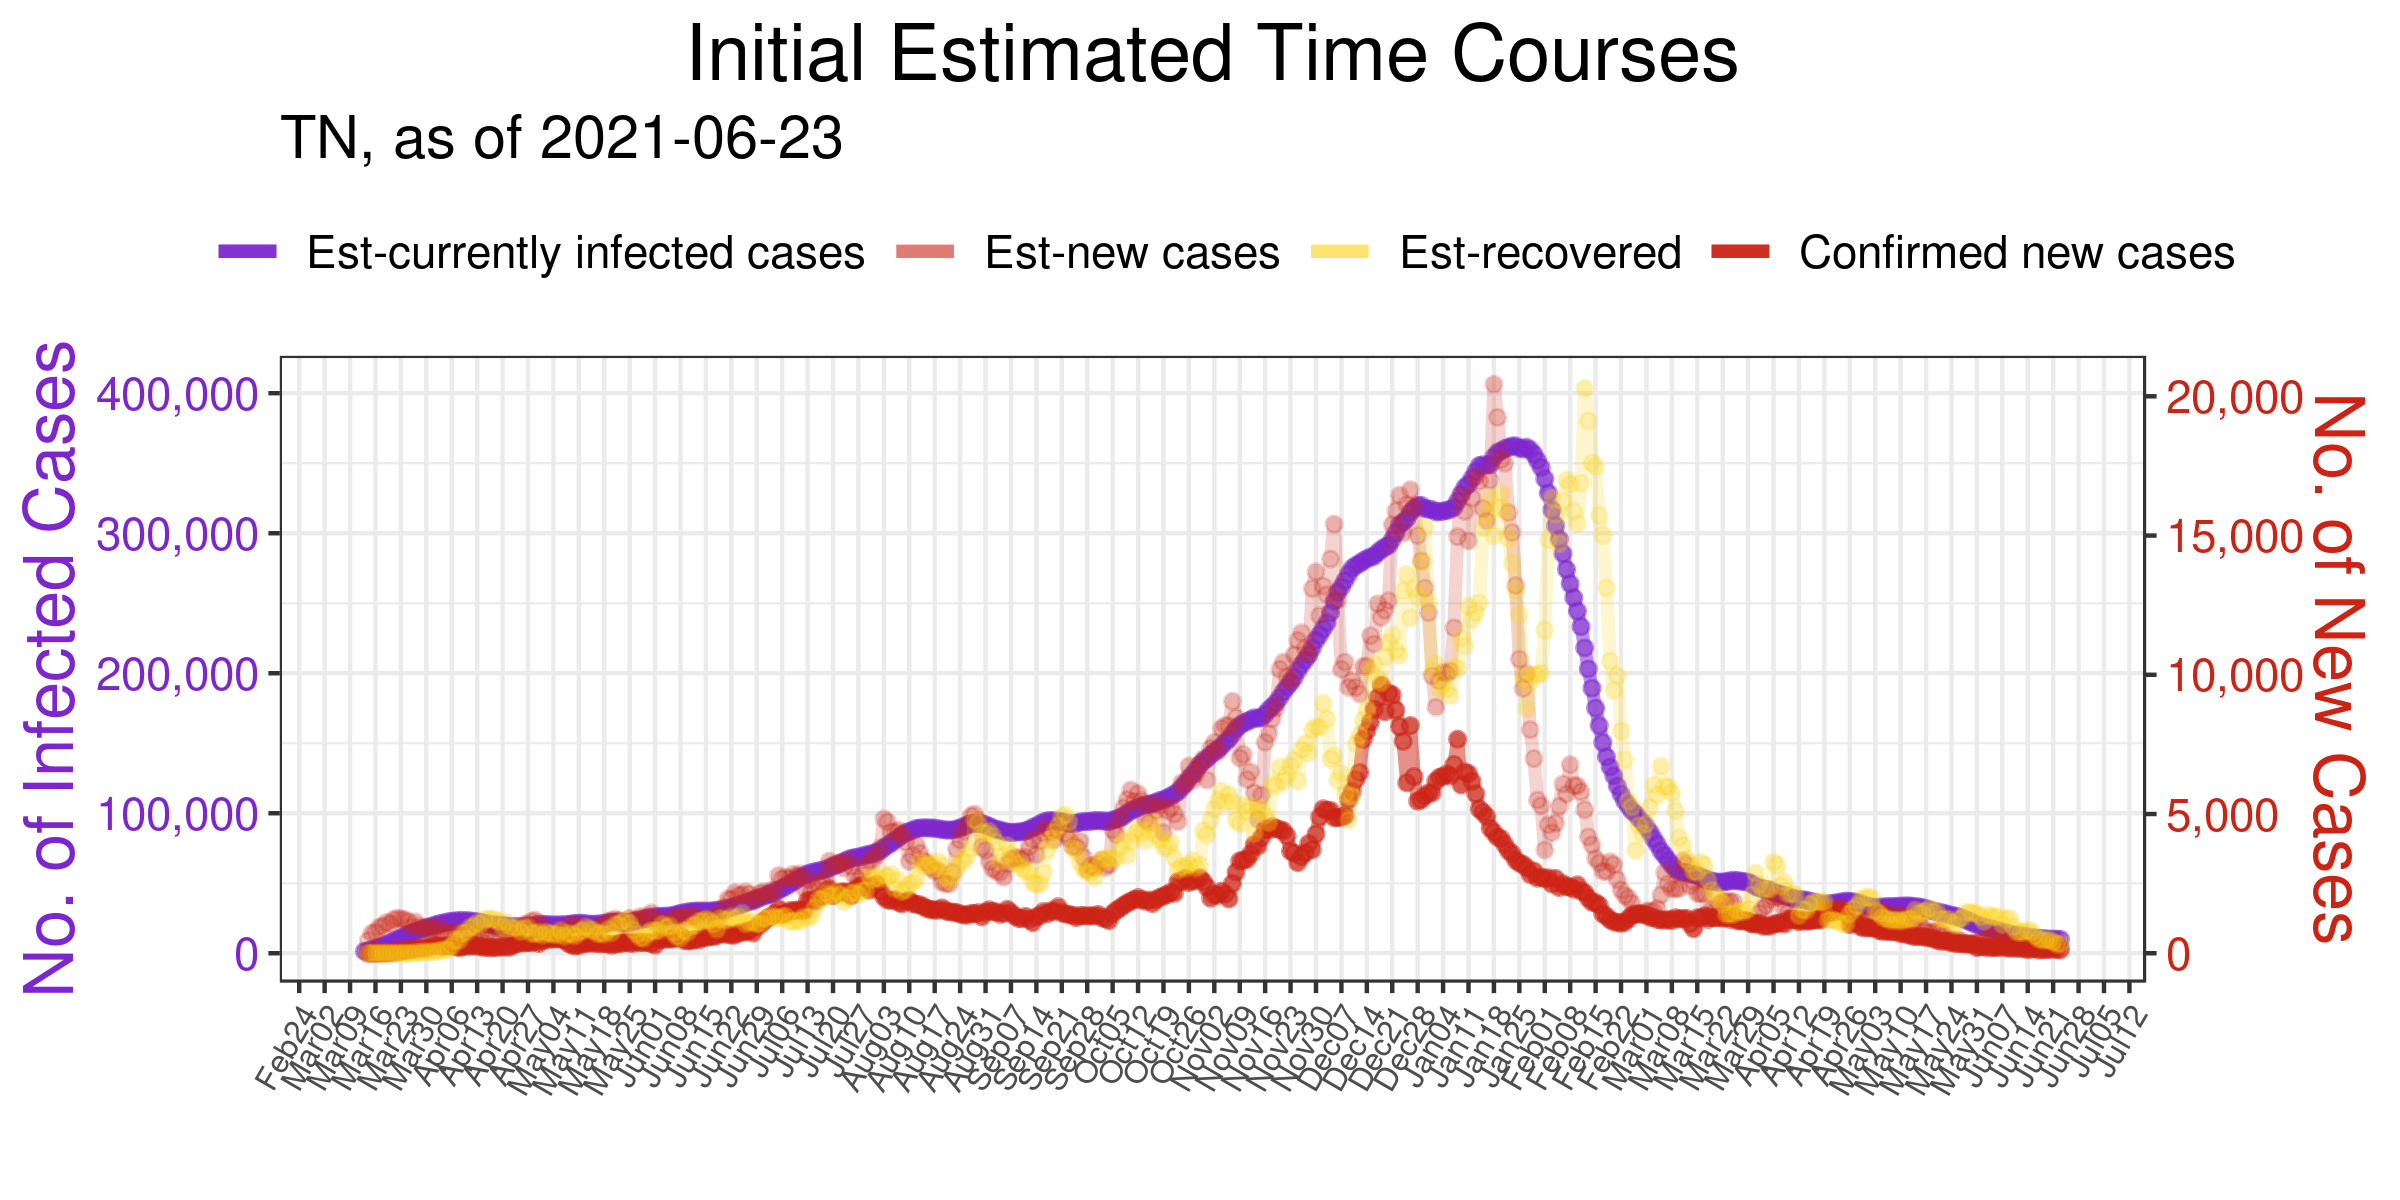 Initial Estimated Time Courses
TN, as of 2021-06-23
Est-currently infected cases Est-new cases Est-recovered Confirmed new cases
No. of Infected Cases
400,000
300,000
200,000
100,000
0
20,000
15,000
10,000
5,000
0
No. of New Cases
Feb24 Mar02 Mar09 Mar16 Mar23 Mar30 Apr06 Apr13 Apr20 Apr27 May04 May11 May18 May25 Jun01 Jun08 Jun15 Jun22 Jun29 Jul06 Jul13 Jul20 Jul27 Aug03 Aug10 Aug17 Aug24 Aug31 Sep07 Sep14 Sep21 Sep28 Oct05 Oct12 Oct19 Oct26 Nov02 Nov09 Nov16 Nov23 Nov30 Dec07 Dec14 Dec21 Dec28 Jan04 Jan11 Jan18 Jan25 Feb01 Feb08 Feb15 Feb22 Mar01 Mar08 Mar15 Mar22 Mar29 Apr05 Apr12 Apr19 Apr26 May03 May10 May17 May24 May31 Jun07 Jun14 Jun21 Jun28 Jul05 Jul12